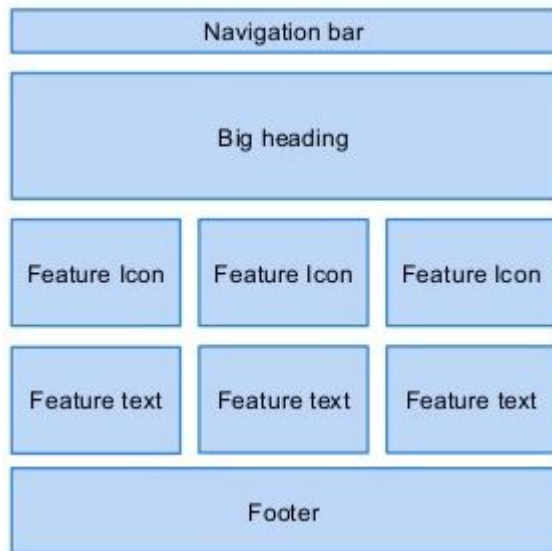 Navigation bar
Big heading
Feature Icon
Feature Icon
Feature Icon
Feature text
Feature text
Feature text
Footer